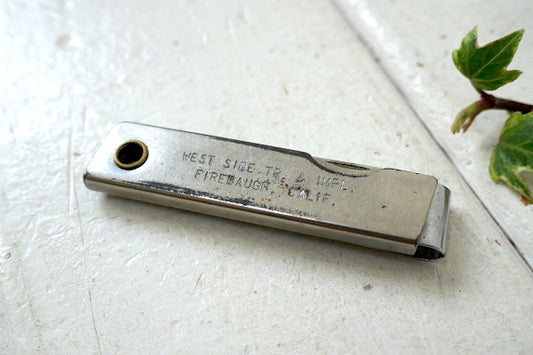 WEST SIDE TR. & IMPL.
FIREBAUGH, CALIF.